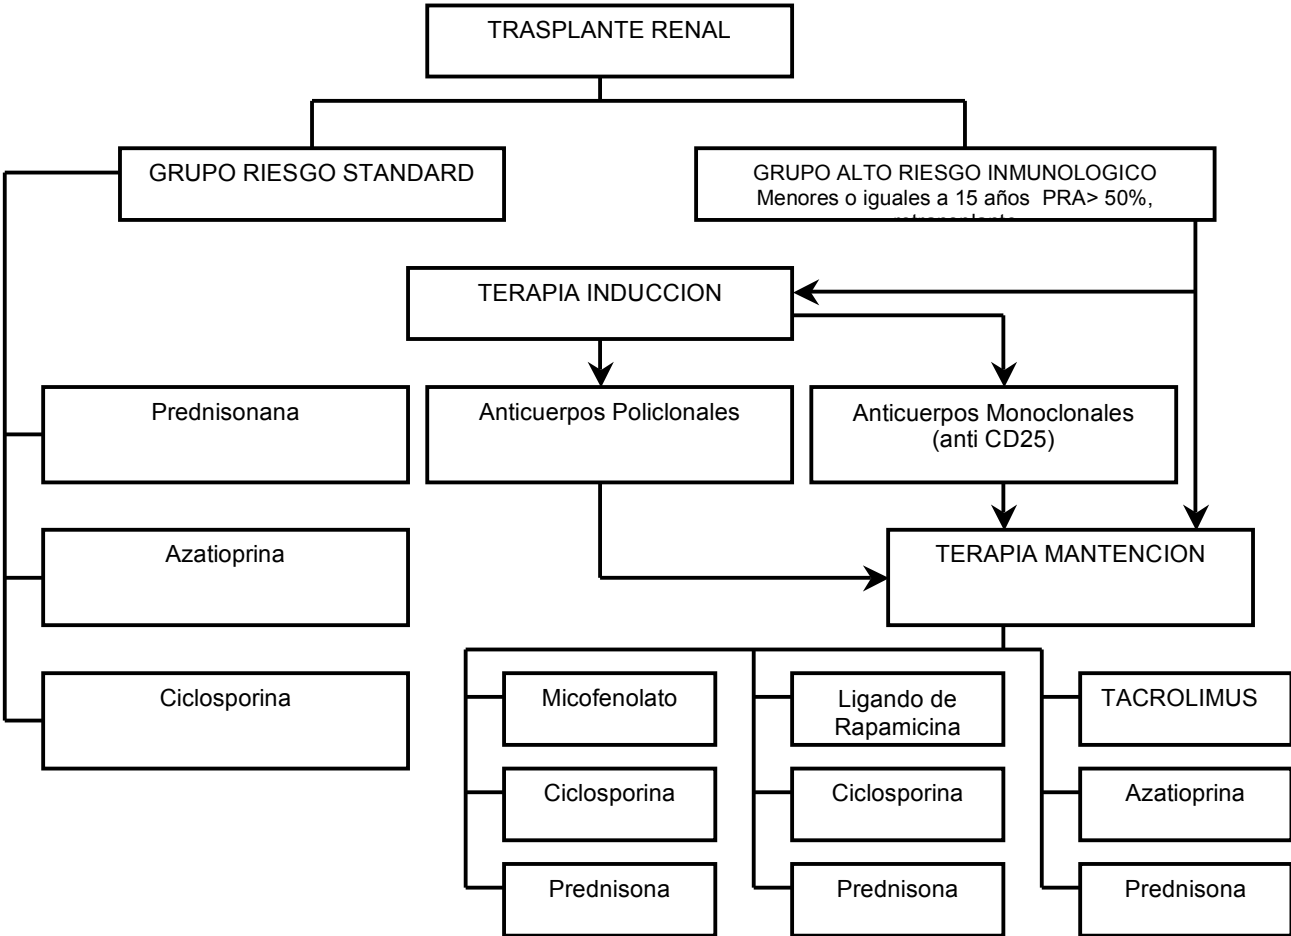 TRASPLANTE RENAL
GRUPO RIESGO STANDARD
GRUPO ALTO RIESGO INMUNOLOGICO
Menores o iguales a 15 años PRA> 50%,
TERAPIA INDUCCION
Prednisonana
Anticuerpos Policlonales
Anticuerpos Monoclonales
(anti CD25)
Azatioprina
TERAPIA MANTENCION
Ciclosporina
Micofenolato
Ligando de
Rapamicina
TACROLIMUS
Ciclosporina
Ciclosporina
Azatioprina
Prednisona
Prednisona
Prednisona